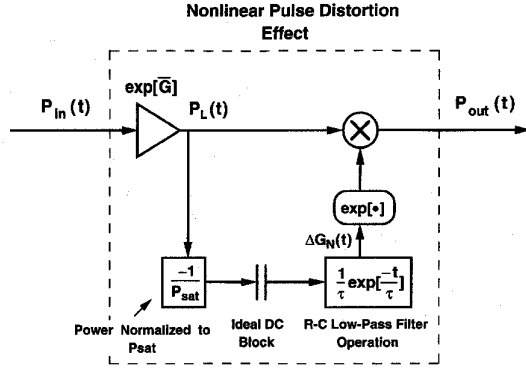 Nonlinear Pulse Distortion
Effect
exp[G̅]
P_in (t)
P_L(t)
P_out (t)
exp[•]
ΔG_N(t)
-1
P_sat
1/τ exp[-t/τ]
Power Normalized to
Psat
Ideal DC
Block
R-C Low-Pass Filter
Operation